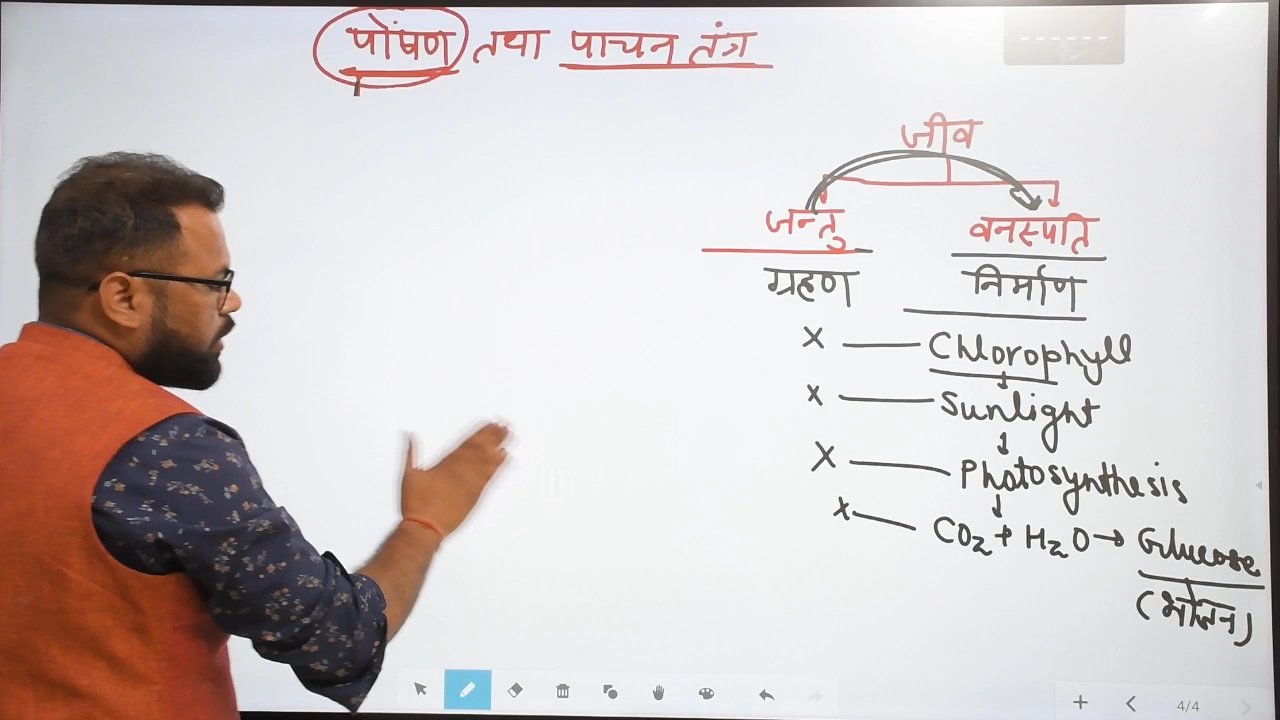 पोंषण तथा पाचन तंत्र
जीव
जन्तु वनस्पति
ग्रहण निर्माण
X Chlorophyll
X Sunlight
X Photosynthesis
X CO₂ + H₂O → Glucose
(भोजन)
4/4